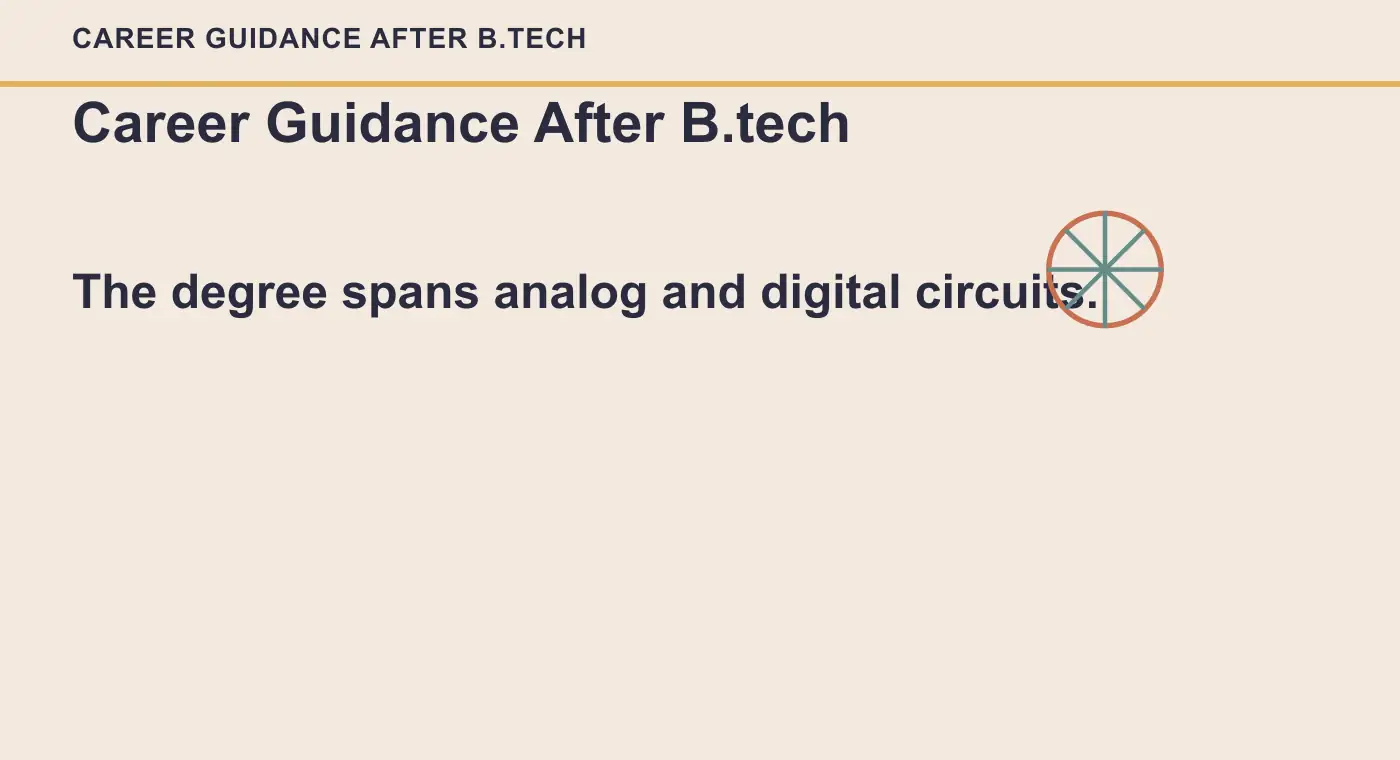 CAREER GUIDANCE AFTER B.TECH
Career Guidance After B.tech
The degree spans analog and digital circuits.